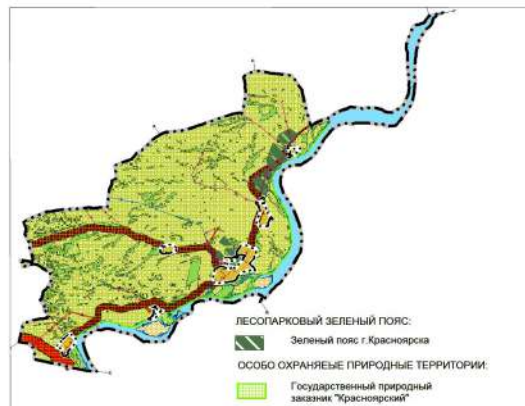 ЛЕСОПАРКОВЫЙ ЗЕЛЕНЫЙ ПОЯС:
Зеленый пояс г.Красноярска
ОСОБО ОХРАНЯЕЫЕ ПРИРОДНЫЕ ТЕРРИТОРИИ:
Государственный природный
заказник "Красноярский"